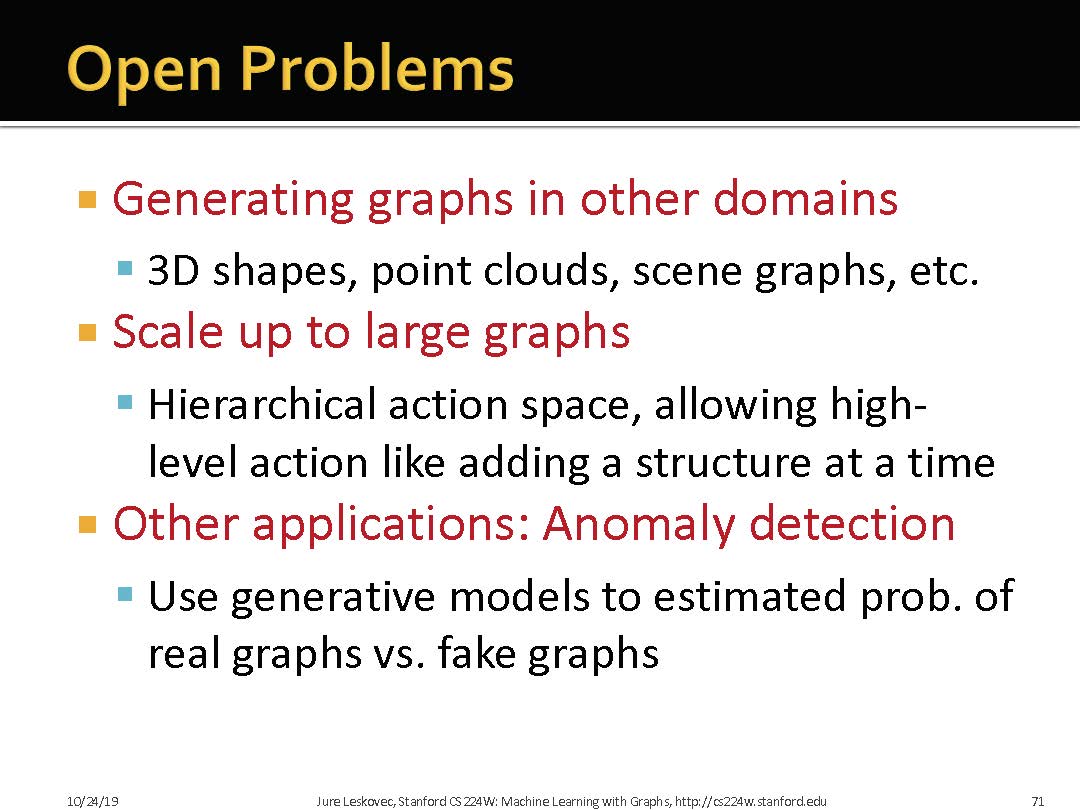 Open Problems
Generating graphs in other domains
3D shapes, point clouds, scene graphs, etc.
Scale up to large graphs
Hierarchical action space, allowing high-
level action like adding a structure at a time
Other applications: Anomaly detection
Use generative models to estimated prob. of
real graphs vs. fake graphs
10/24/19
Jure Leskovec, Stanford CS224W: Machine Learning with Graphs, http://cs224w.stanford.edu
71